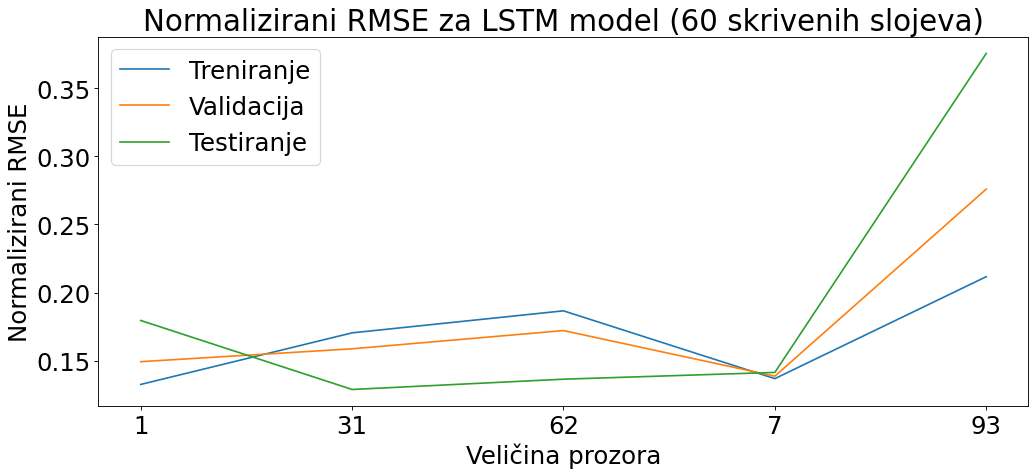 Normalizirani RMSE za LSTM model (60 skrivenih slojeva)
Treniranje
Validacija
Testiranje
Normalizirani RMSE
0.35
0.30
0.25
0.20
0.15
1 31 62 7 93
Veličina prozora